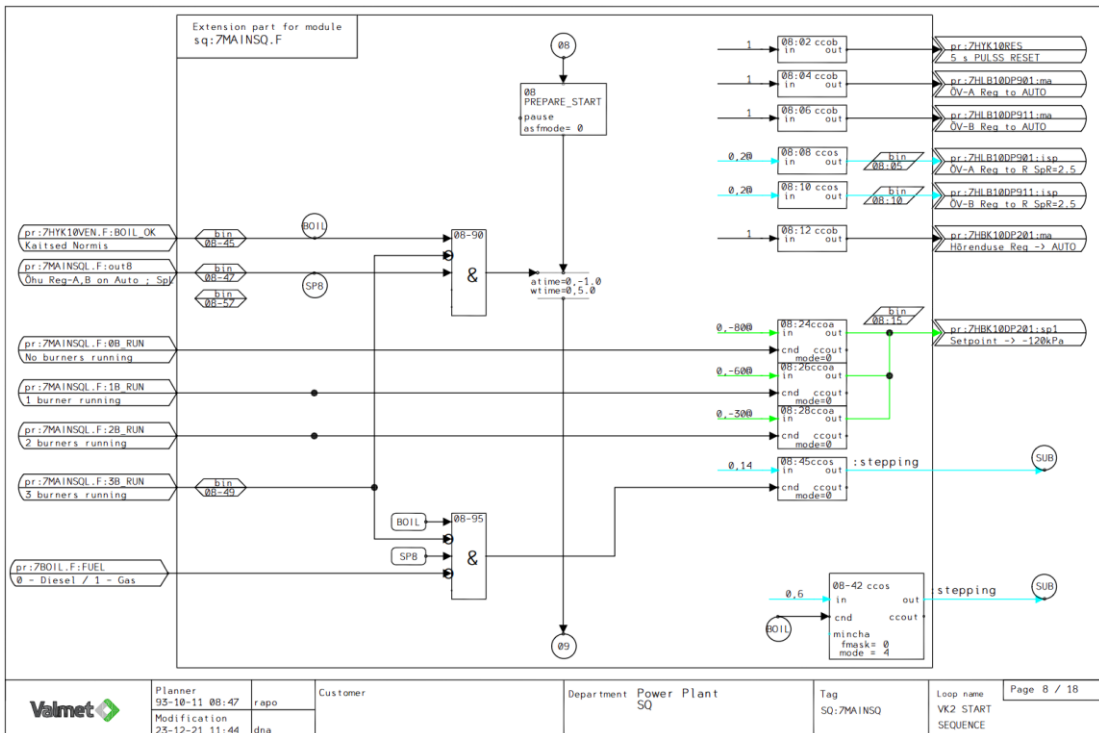 Extension part for module
sq:7MAINSQ.F
08
08
PREPARE_START
pause
asfmode= 0
1
08:02 ccob
in out
pr:7HYK10RES
5 s PULSS RESET
1
08:04 ccob
in out
pr:7HLB10DP901:ma
ÕV-A Reg to AUTO
1
08:06 ccob
in out
pr:7HLB10DP911:ma
ÕV-B Reg to AUTO
0,20
08:08 ccos
in out
bin
08:05
pr:7HLB10DP901:isp
ÕV-A Reg to R SpR=2.5
0,20
08:10 ccos
in out
bin
08:10
pr:7HLB10DP911:isp
ÕV-B Reg to R SpR=2.5
1
08:12 ccob
in out
pr:7HBK10DP201:ma
Hõrenduse Reg -> AUTO
pr:7HYK10VEN.F:BOIL_OK
Kaitsed Normis
bin
08-45
BOIL
08-90
&
pr:7MAINSQL.F:out8
Õhu Reg-A,B on Auto ; SpL
bin
08-47
SP8
bin
08-57
atime=0,-1.0
wtime=0,5.0
bin
08:15
0,-800
08:24ccoa
in out
cnd ccout
mode=0
pr:7HBK10DP201:sp1
Setpoint -> -120kPa
pr:7MAINSQL.F:0B_RUN
No burners running
0,-600
08:26ccoa
in out
cnd ccout
mode=0
pr:7MAINSQL.F:1B_RUN
1 burner running
0,-300
08:28ccoa
in out
cnd ccout
mode=0
pr:7MAINSQL.F:2B_RUN
2 burners running
0,14
08:45ccos
in out
cnd ccout
mode=0
:stepping
SUB
pr:7MAINSQL.F:3B_RUN
3 burners running
bin
08-49
BOIL
SP8
08-95
&
pr:7BOIL.F:FUEL
0 - Diesel / 1 - Gas
0,6
BOIL
08-42 ccos
in out
cnd ccout
mincha
fmask= 0
mode = 4
:stepping
SUB
09
Valmet
Planner
93-10-11 08:47 rapo
Modification
23-12-21 11:44 dna
Customer
Department Power Plant
SQ
Tag
SQ:7MAINSQ
Loop name
VK2 START
SEQUENCE
Page 8 / 18